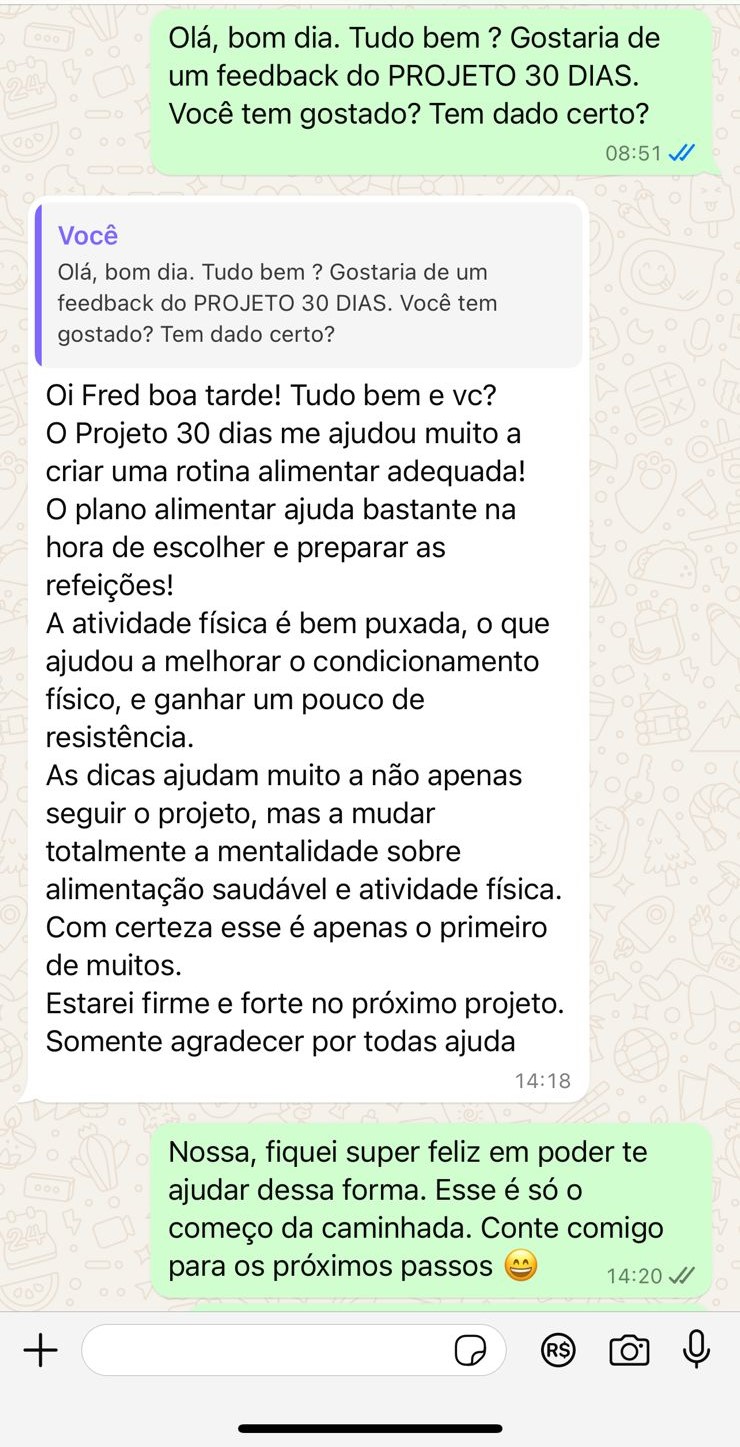 Olá, bom dia. Tudo bem ? Gostaria de
um feedback do PROJETO 30 DIAS.
Você tem gostado? Tem dado certo?
08:51
Você
Olá, bom dia. Tudo bem ? Gostaria de um
feedback do PROJETO 30 DIAS. Você tem
gostado? Tem dado certo?
Oi Fred boa tarde! Tudo bem e vc?
O Projeto 30 dias me ajudou muito a
criar uma rotina alimentar adequada!
O plano alimentar ajuda bastante na
hora de escolher e preparar as
refeições!
A atividade física é bem puxada, o que
ajudou a melhorar o condicionamento
físico, e ganhar um pouco de
resistência.
As dicas ajudam muito a não apenas
seguir o projeto, mas a mudar
totalmente a mentalidade sobre
alimentação saudável e atividade física.
Com certeza esse é apenas o primeiro
de muitos.
Estarei firme e forte no próximo projeto.
Somente agradecer por todas ajuda
14:18
Nossa, fiquei super feliz em poder te
ajudar dessa forma. Esse é só o
começo da caminhada. Conte comigo
para os próximos passos 😄
14:20
R$